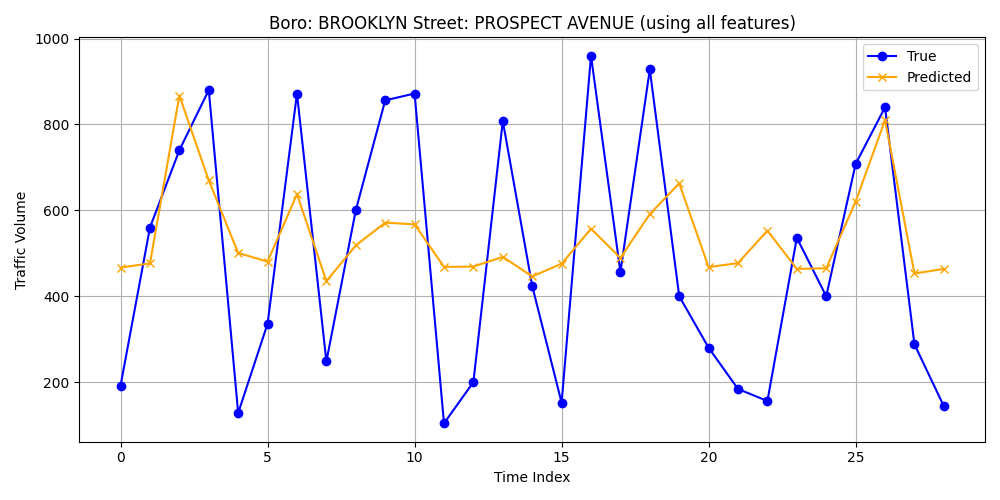 Boro: BROOKLYN Street: PROSPECT AVENUE (using all features)
True
Predicted
Traffic Volume
1000
800
600
400
200
0 5 10 15 20 25
Time Index